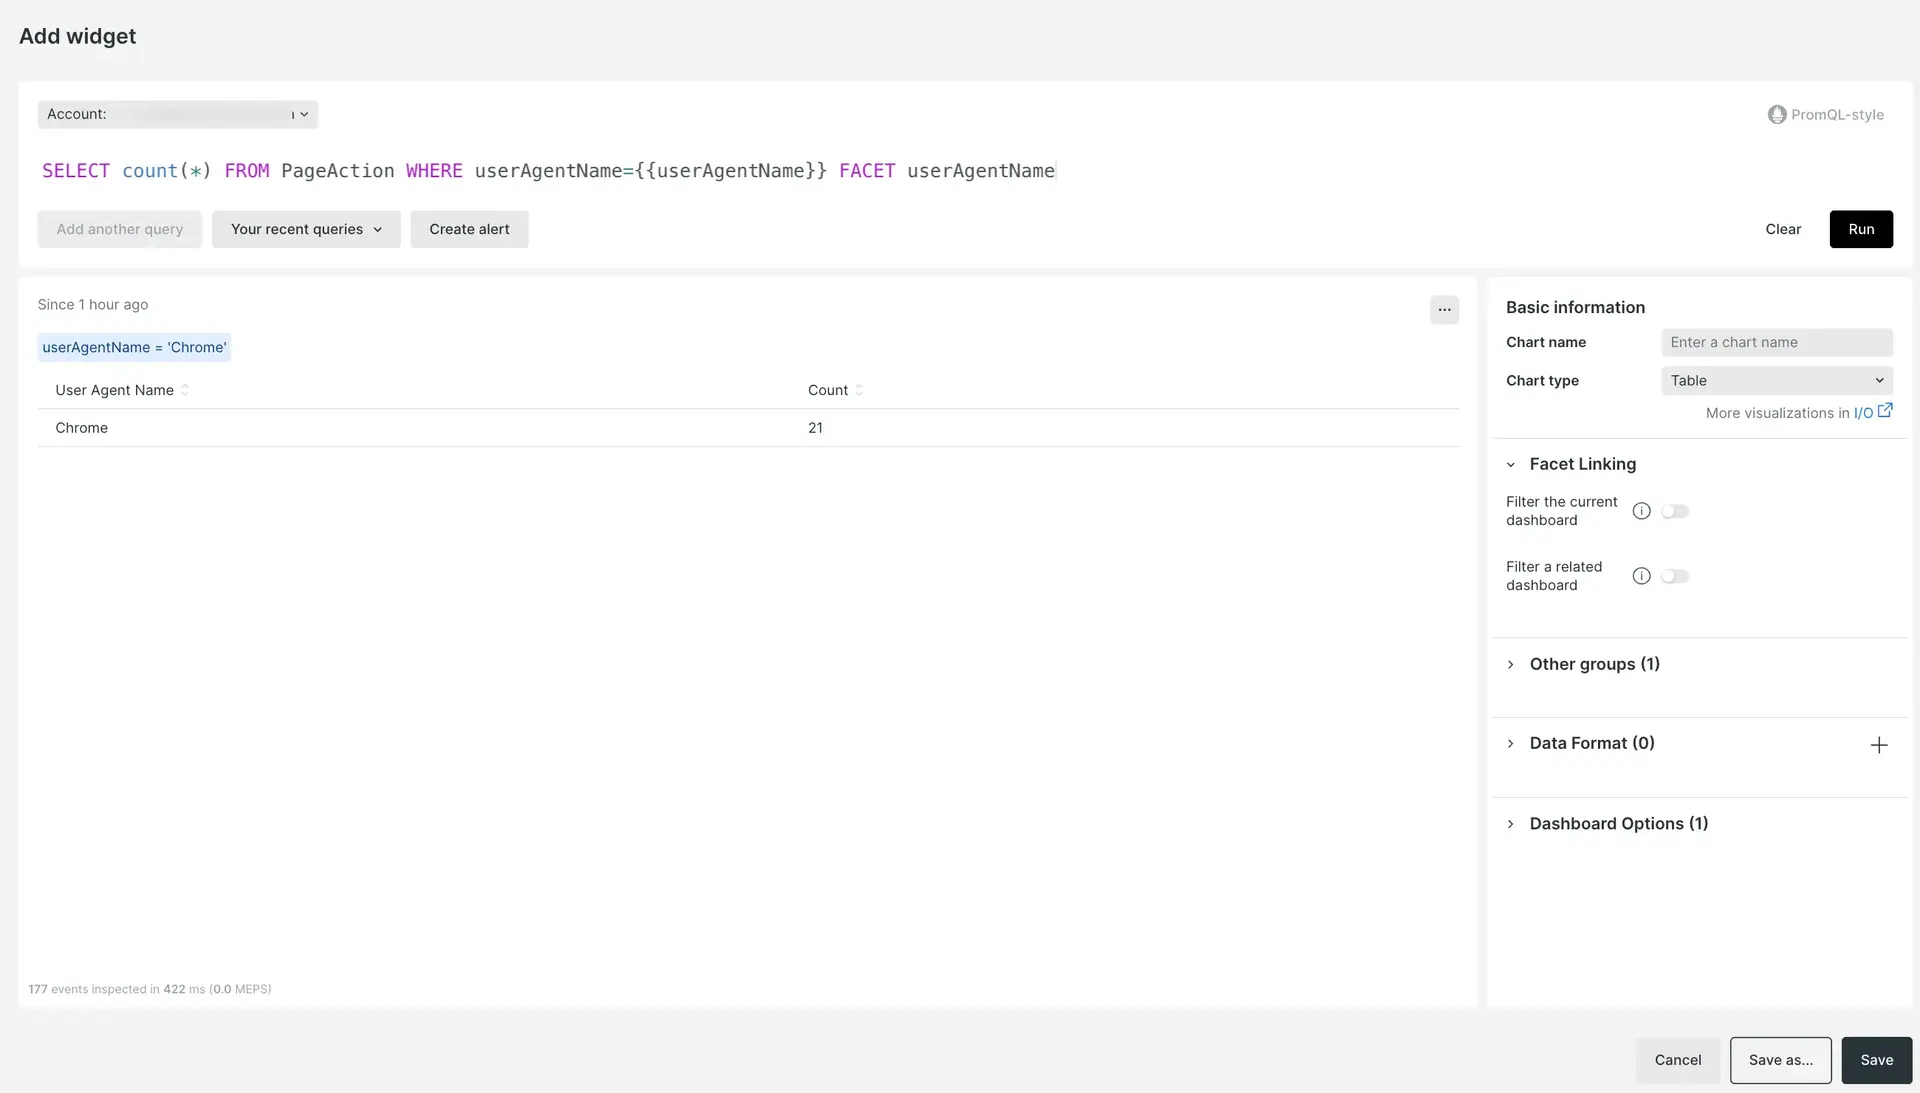 Add widget
Account:
PromQL-style
SELECT count(*) FROM PageAction WHERE userAgentName={{userAgentName}} FACET userAgentName
Add another query
Your recent queries
Create alert
Clear
Run
Since 1 hour ago
...
userAgentName = 'Chrome'
User Agent Name
Count
Chrome
21
177 events inspected in 422 ms (0.0 MEPS)
Basic information
Chart name
Enter a chart name
Chart type
Table
More visualizations in I/O
Facet Linking
Filter the current
dashboard
Filter a related
dashboard
Other groups (1)
Data Format (0)
Dashboard Options (1)
Cancel
Save as...
Save